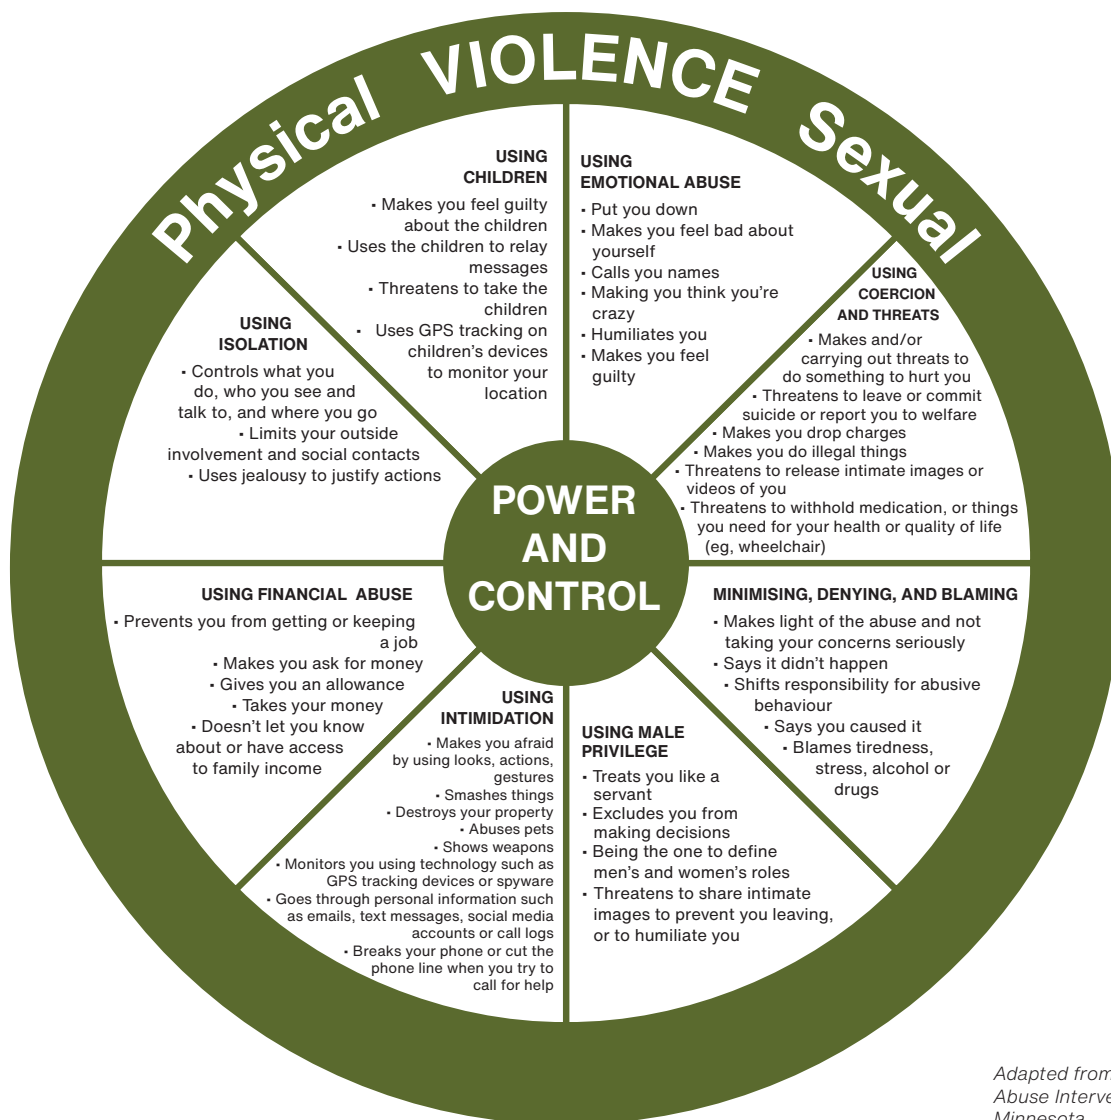 Physical VIOLENCE Sexual
USING
CHILDREN
▪ Makes you feel guilty
about the children
▪ Uses the children to relay
messages
▪ Threatens to take the
children
▪ Uses GPS tracking on
children’s devices
to monitor your
location
USING
EMOTIONAL ABUSE
▪ Put you down
▪ Makes you feel bad about
yourself
▪ Calls you names
▪ Making you think you’re
crazy
▪ Humiliates you
▪ Makes you feel
guilty
USING
COERCION
AND THREATS
▪ Makes and/or
carrying out threats to
do something to hurt you
▪ Threatens to leave or commit
suicide or report you to welfare
▪ Makes you drop charges
▪ Makes you do illegal things
▪ Threatens to release intimate images or
videos of you
▪ Threatens to withhold medication, or things
you need for your health or quality of life
(eg, wheelchair)
USING
ISOLATION
▪ Controls what you
do, who you see and
talk to, and where you go
▪ Limits your outside
involvement and social contacts
▪ Uses jealousy to justify actions
POWER
AND
CONTROL
USING FINANCIAL ABUSE
▪ Prevents you from getting or keeping
a job
▪ Makes you ask for money
▪ Gives you an allowance
▪ Takes your money
▪ Doesn’t let you know
about or have access
to family income
USING
INTIMIDATION
▪ Makes you afraid
by using looks, actions,
gestures
▪ Smashes things
▪ Destroys your property
▪ Abuses pets
▪ Shows weapons
▪ Monitors you using technology such as
GPS tracking devices or spyware
▪ Goes through personal information such
as emails, text messages, social media
accounts or call logs
▪ Breaks your phone or cut the
phone line when you try to
call for help
USING MALE
PRIVILEGE
▪ Treats you like a
servant
▪ Excludes you from
making decisions
▪ Being the one to define
men’s and women’s roles
▪ Threatens to share intimate
images to prevent you leaving,
or to humiliate you
MINIMISING, DENYING, AND BLAMING
▪ Makes light of the abuse and not
taking your concerns seriously
▪ Says it didn’t happen
▪ Shifts responsibility for abusive
behaviour
▪ Says you caused it
▪ Blames tiredness,
stress, alcohol or
drugs
Adapted from
Abuse Interve
Minnesota